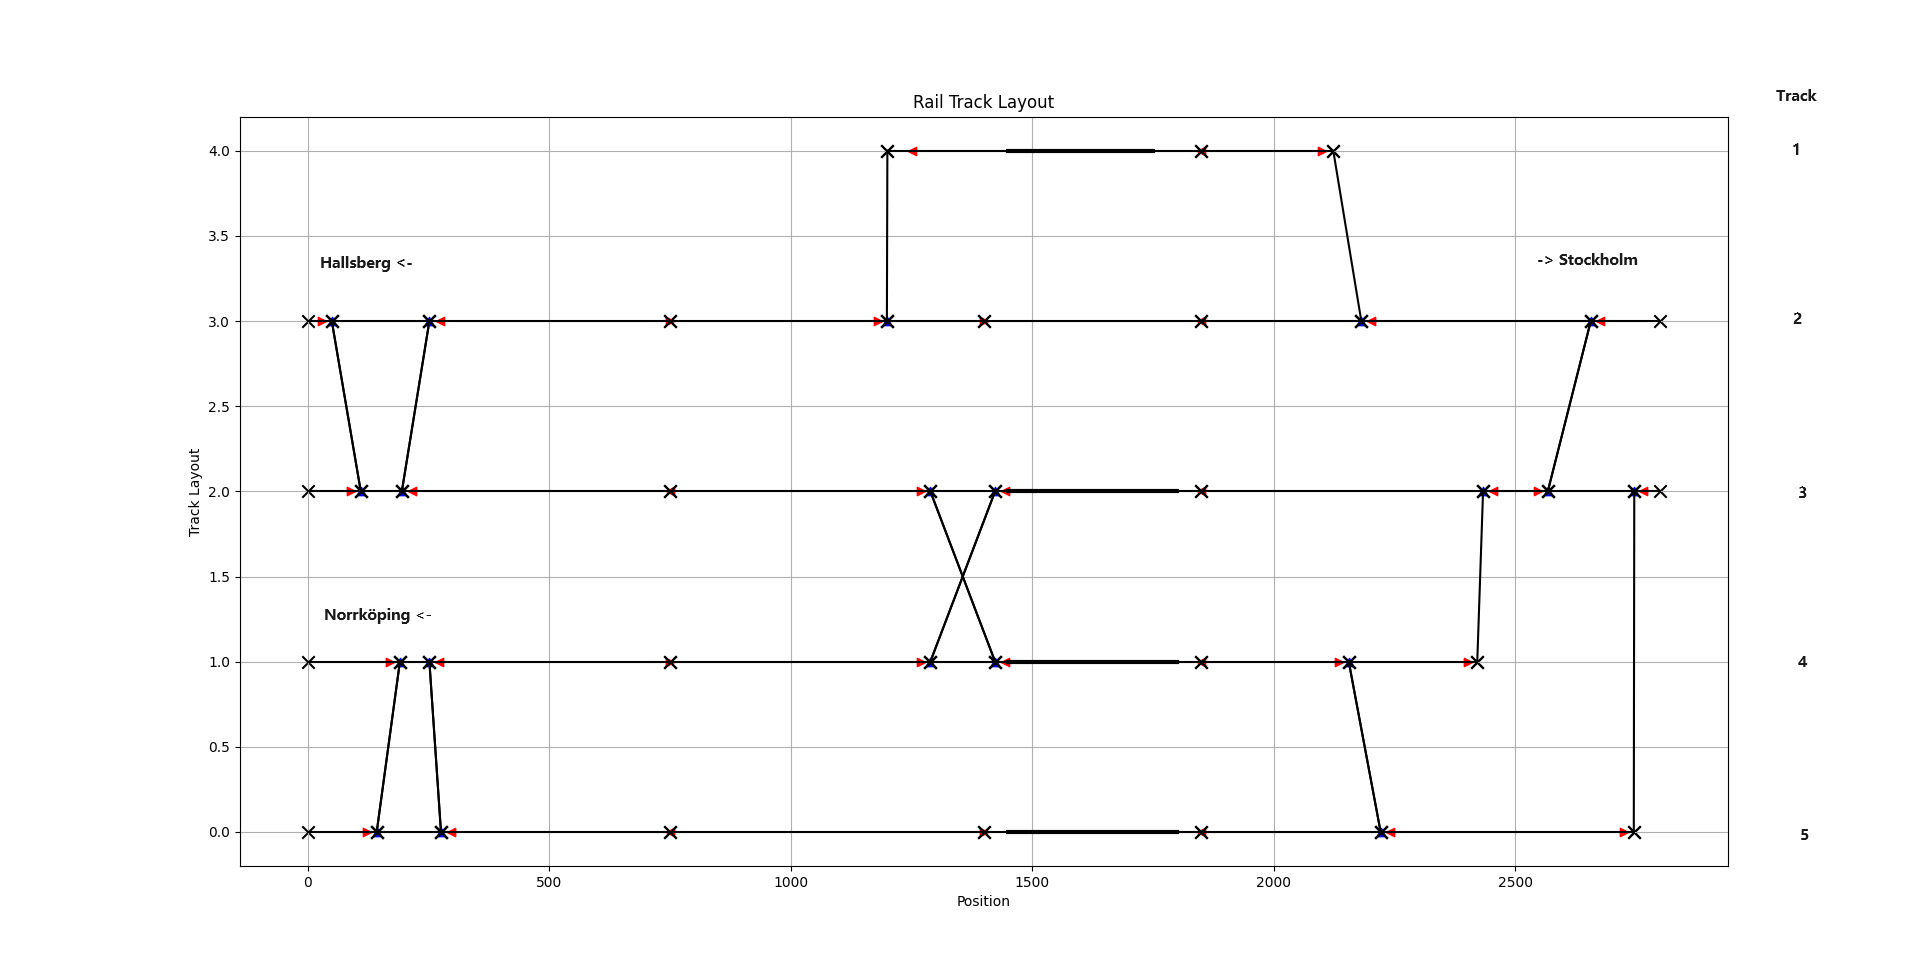 Track
Rail Track Layout
4.0
1
3.5
Hallsberg <-
-> Stockholm
3.0
2
2.5
2.0
3
Track Layout
1.5
Norrköping <-
1.0
4
0.5
0.0
5
0 500 1000 1500 2000 2500
Position